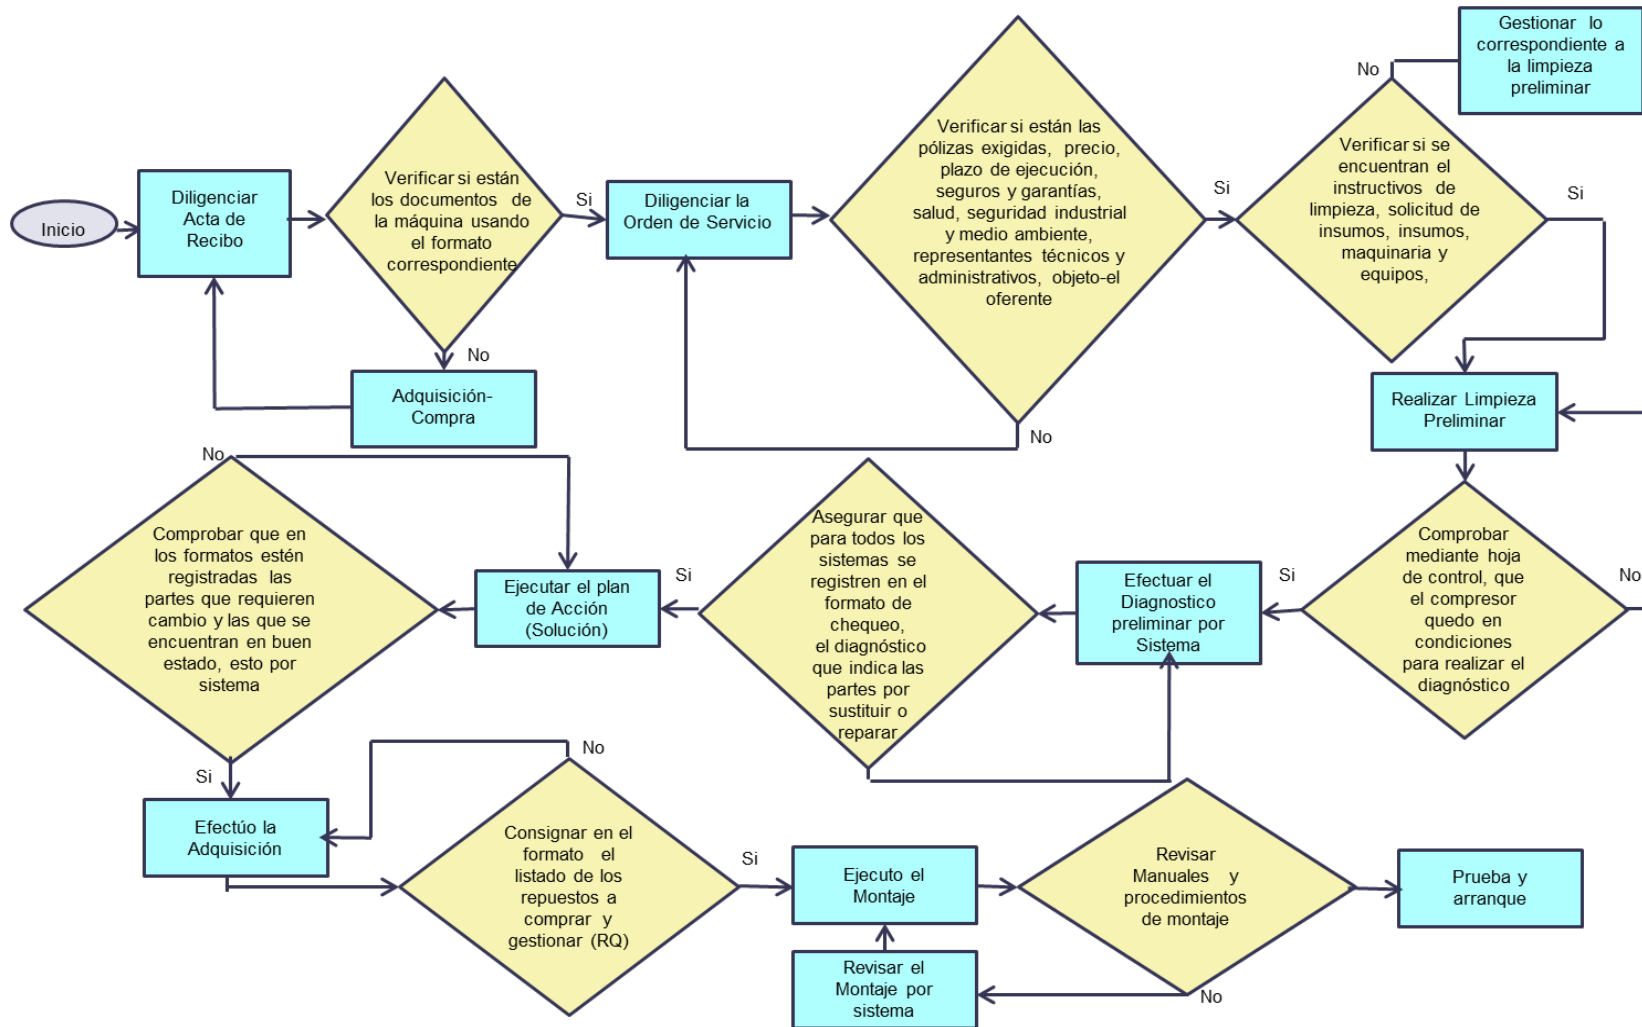 Inicio
Diligenciar
Acta de
Recibo
Verificar si están
los documentos de
la máquina usando
el formato
correspondiente
Si
No
Adquisición-
Compra
Diligenciar la
Orden de Servicio
Verificar si están las
pólizas exigidas, precio,
plazo de ejecución,
seguros y garantías,
salud, seguridad industrial
y medio ambiente,
representantes técnicos y
administrativos, objeto-el
oferente
Si
No
Verificar si se
encuentran el
instructivos de
limpieza, solicitud de
insumos, insumos,
maquinaria y
equipos,
No
Gestionar lo
correspondiente a
la limpieza
preliminar
Si
Realizar Limpieza
Preliminar
Comprobar
mediante hoja
de control, que
el compresor
quedo en
condiciones
para realizar el
diagnóstico
No
Si
Efectuar el
Diagnostico
preliminar por
Sistema
Asegurar que
para todos los
sistemas se
registren en el
formato de
chequeo,
el diagnóstico
que indica las
partes por
sustituir o
reparar
Si
Ejecutar el plan
de Acción
(Solución)
No
Comprobar que en
los formatos estén
registradas las
partes que requieren
cambio y las que se
encuentran en buen
estado, esto por
sistema
Si
Efectúo la
Adquisición
No
Consignar en el
formato el
listado de los
repuestos a
comprar y
gestionar (RQ)
Si
Ejecuto el
Montaje
Revisar
Manuales y
procedimientos
de montaje
No
Revisar el
Montaje por
sistema
Prueba y
arranque